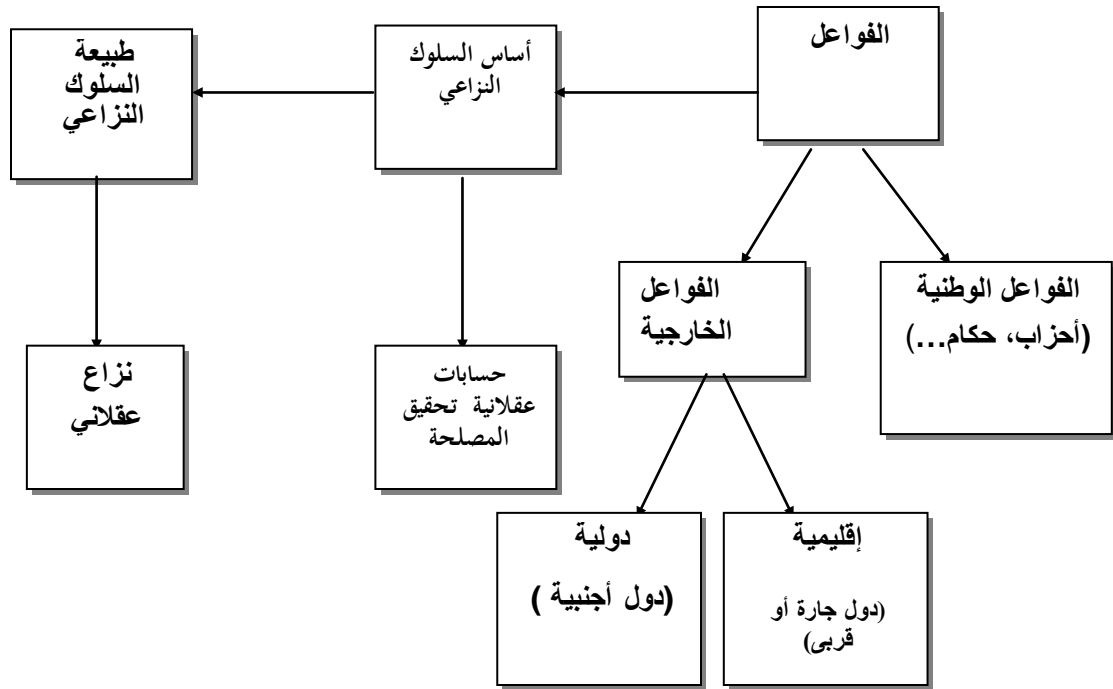 الفواعل
أساس السلوك
النزاعي
طبيعة
السلوك
النزاعي
الفواعل الوطنية
(أحزاب، حكام...)
الفواعل
الخارجية
حسابات
عقلانية تحقيق
المصلحة
نزاع
عقلاني
إقليمية
(دول جارة أو
قربى)
دولية
(دول أجنبية )